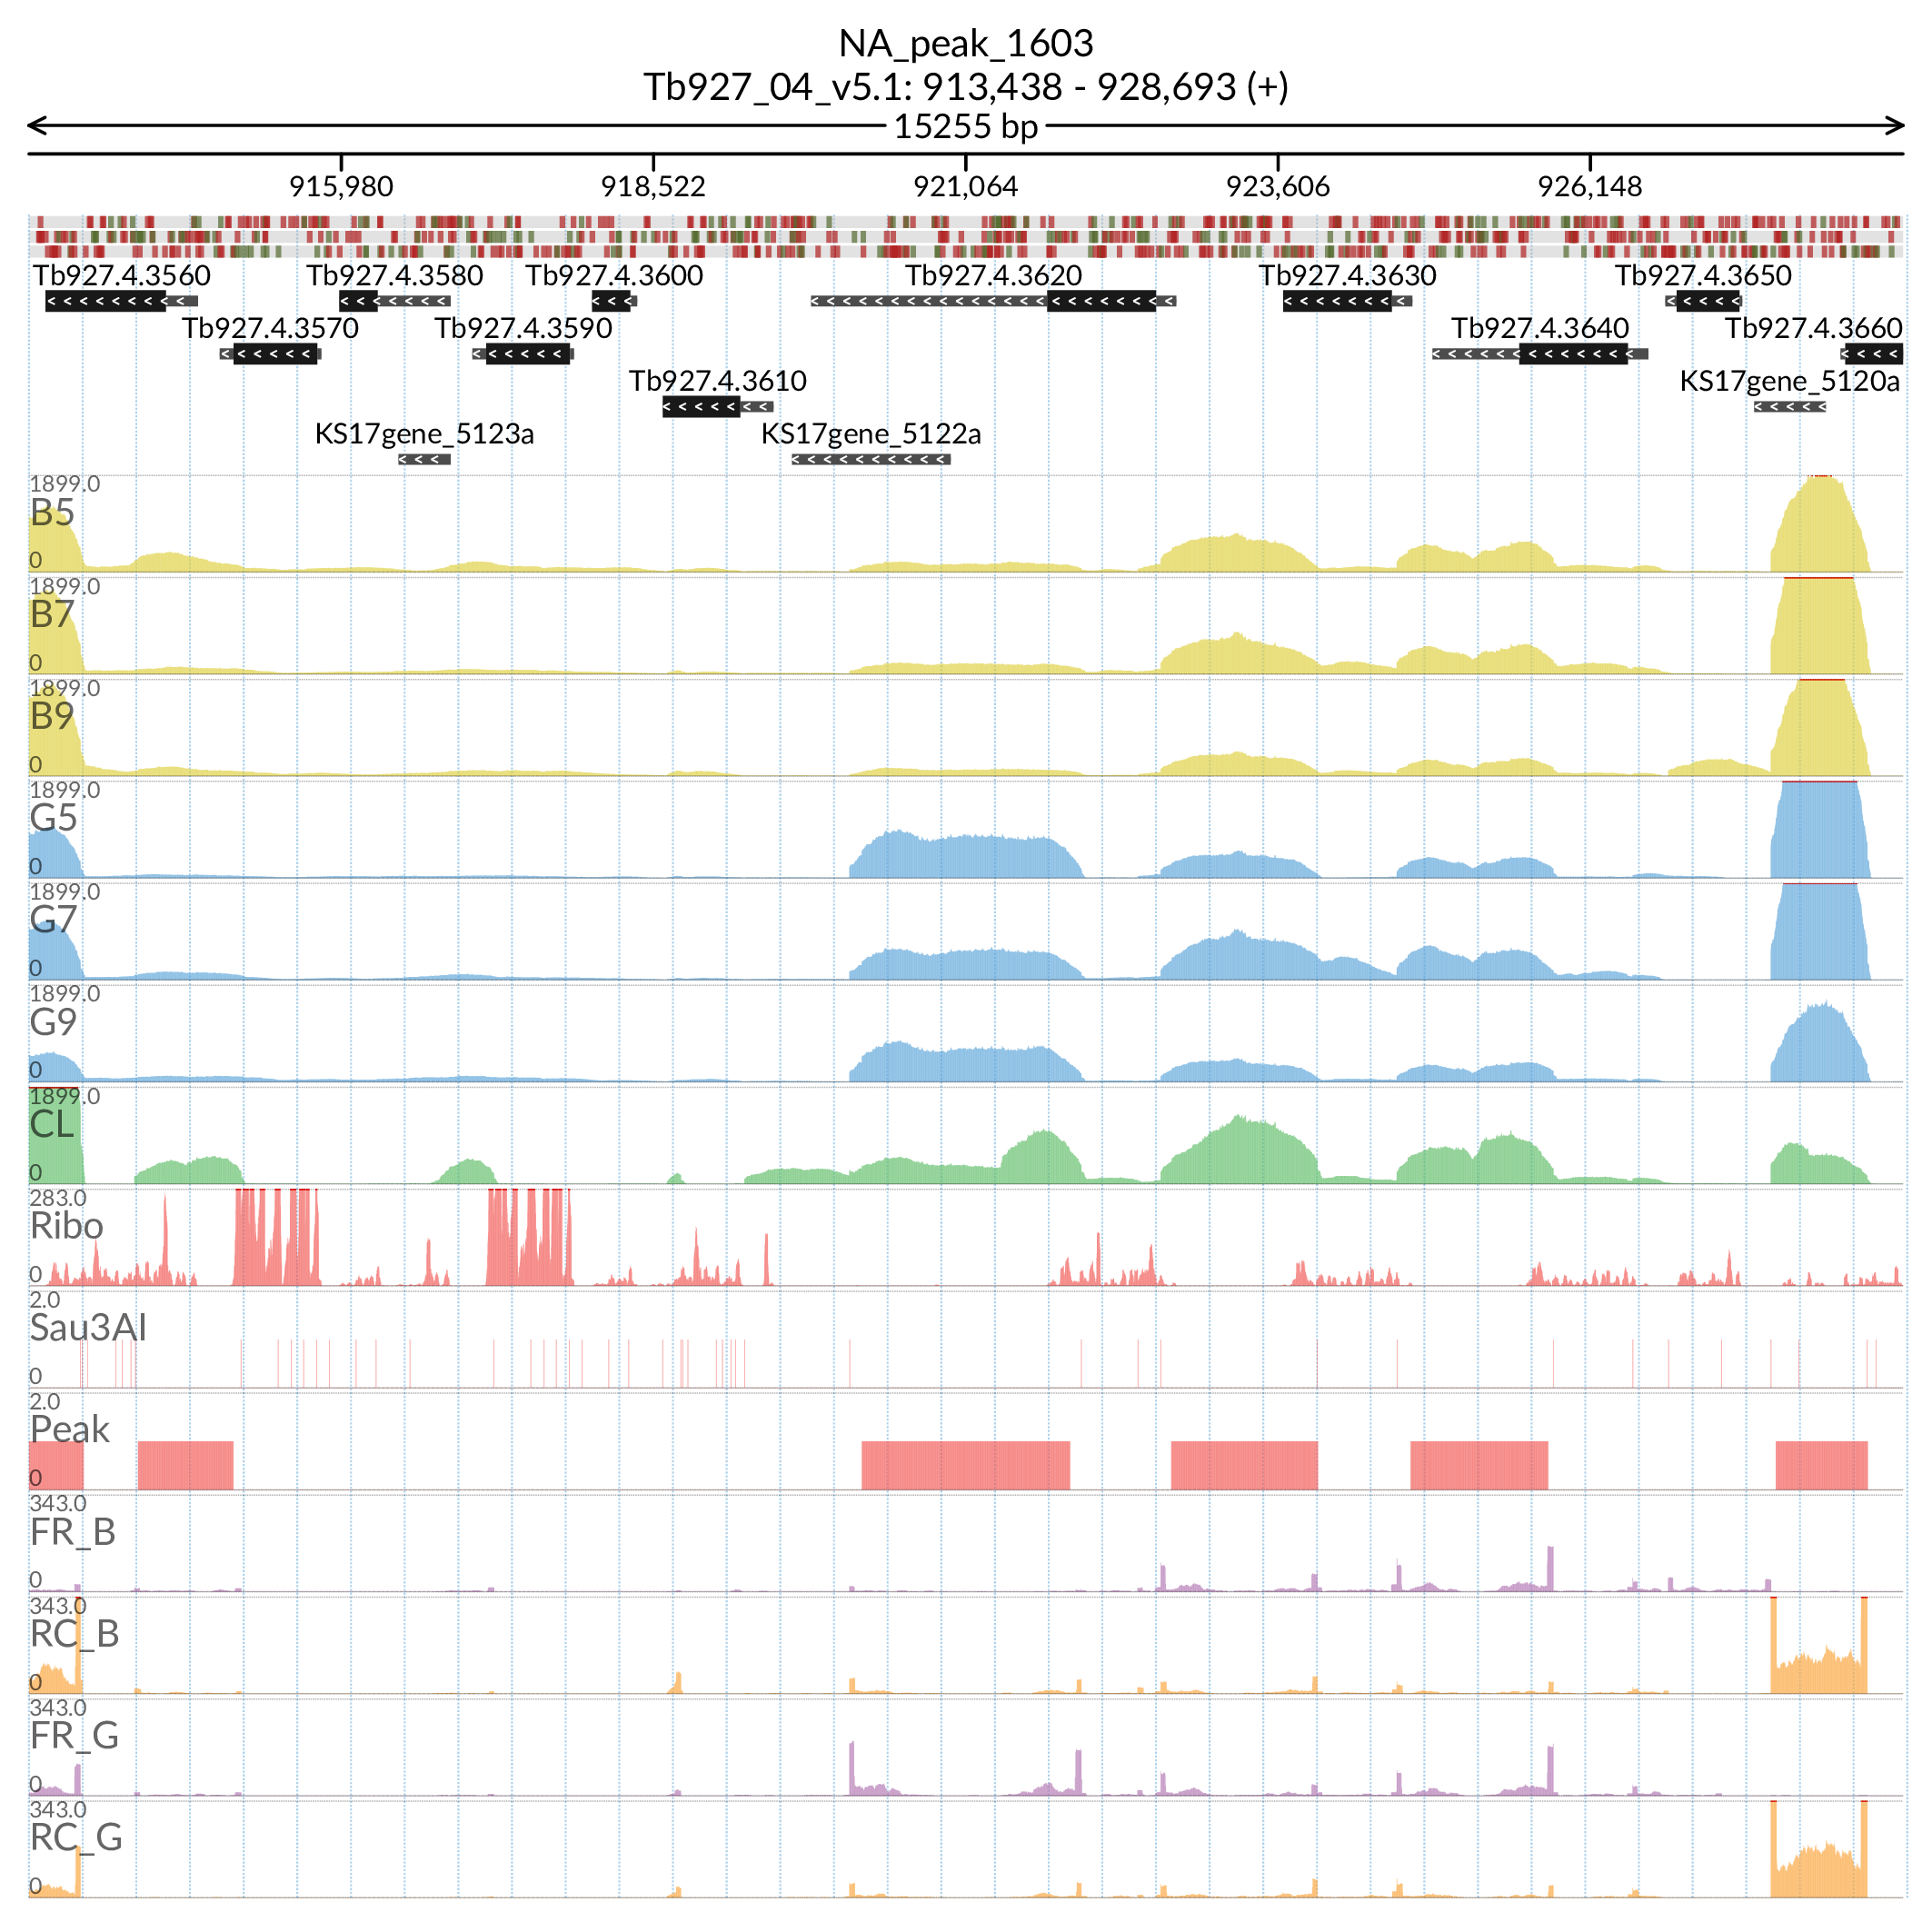 NA_peak_1603
Tb927_04_v5.1: 913,438 - 928,693 (+)
15255 bp
915,980 918,522 921,064 923,606 926,148
Tb927.4.3560 Tb927.4.3580 Tb927.4.3600 Tb927.4.3620 Tb927.4.3630 Tb927.4.3650
Tb927.4.3570 Tb927.4.3590 Tb927.4.3640 Tb927.4.3660
Tb927.4.3610 KS17gene_5120a
KS17gene_5123a KS17gene_5122a
1899.0
B5
0
1899.0
B7
0
1899.0
B9
0
1899.0
G5
0
1899.0
G7
0
1899.0
G9
0
1899.0
CL
0
283.0
Ribo
0
2.0
Sau3AI
0
2.0
Peak
0
343.0
FR_B
0
343.0
RC_B
0
343.0
FR_G
0
343.0
RC_G
0